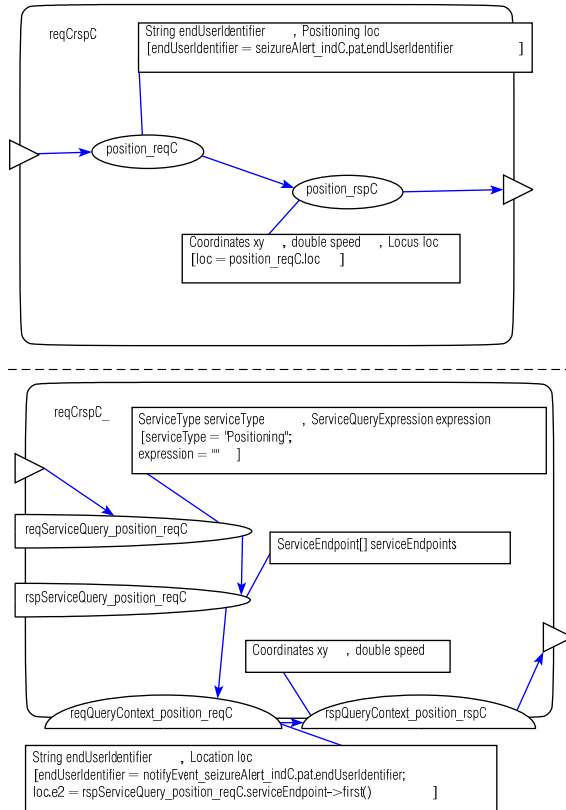 reqCrspC
String endUserIdentifier , Positioning loc
[endUserIdentifier = seizureAlert_indC.pat.endUserIdentifier ]
position_reqC
position_rspC
Coordinates xy , double speed , Locus loc
[loc = position_reqC.loc ]
reqCrspC_
ServiceType serviceType , ServiceQueryExpression expression
[serviceType = "Positioning";
expression = "" ]
reqServiceQuery_position_reqC
ServiceEndpoint[] serviceEndpoints
rspServiceQuery_position_reqC
Coordinates xy , double speed
reqQueryContext_position_reqC
rspQueryContext_position_rspC
String endUserIdentifier , Location loc
[endUserIdentifier = notifyEvent_seizureAlert_indC.pat.endUserIdentifier;
loc.e2 = rspServiceQuery_position_reqC.serviceEndpoint->first() ]